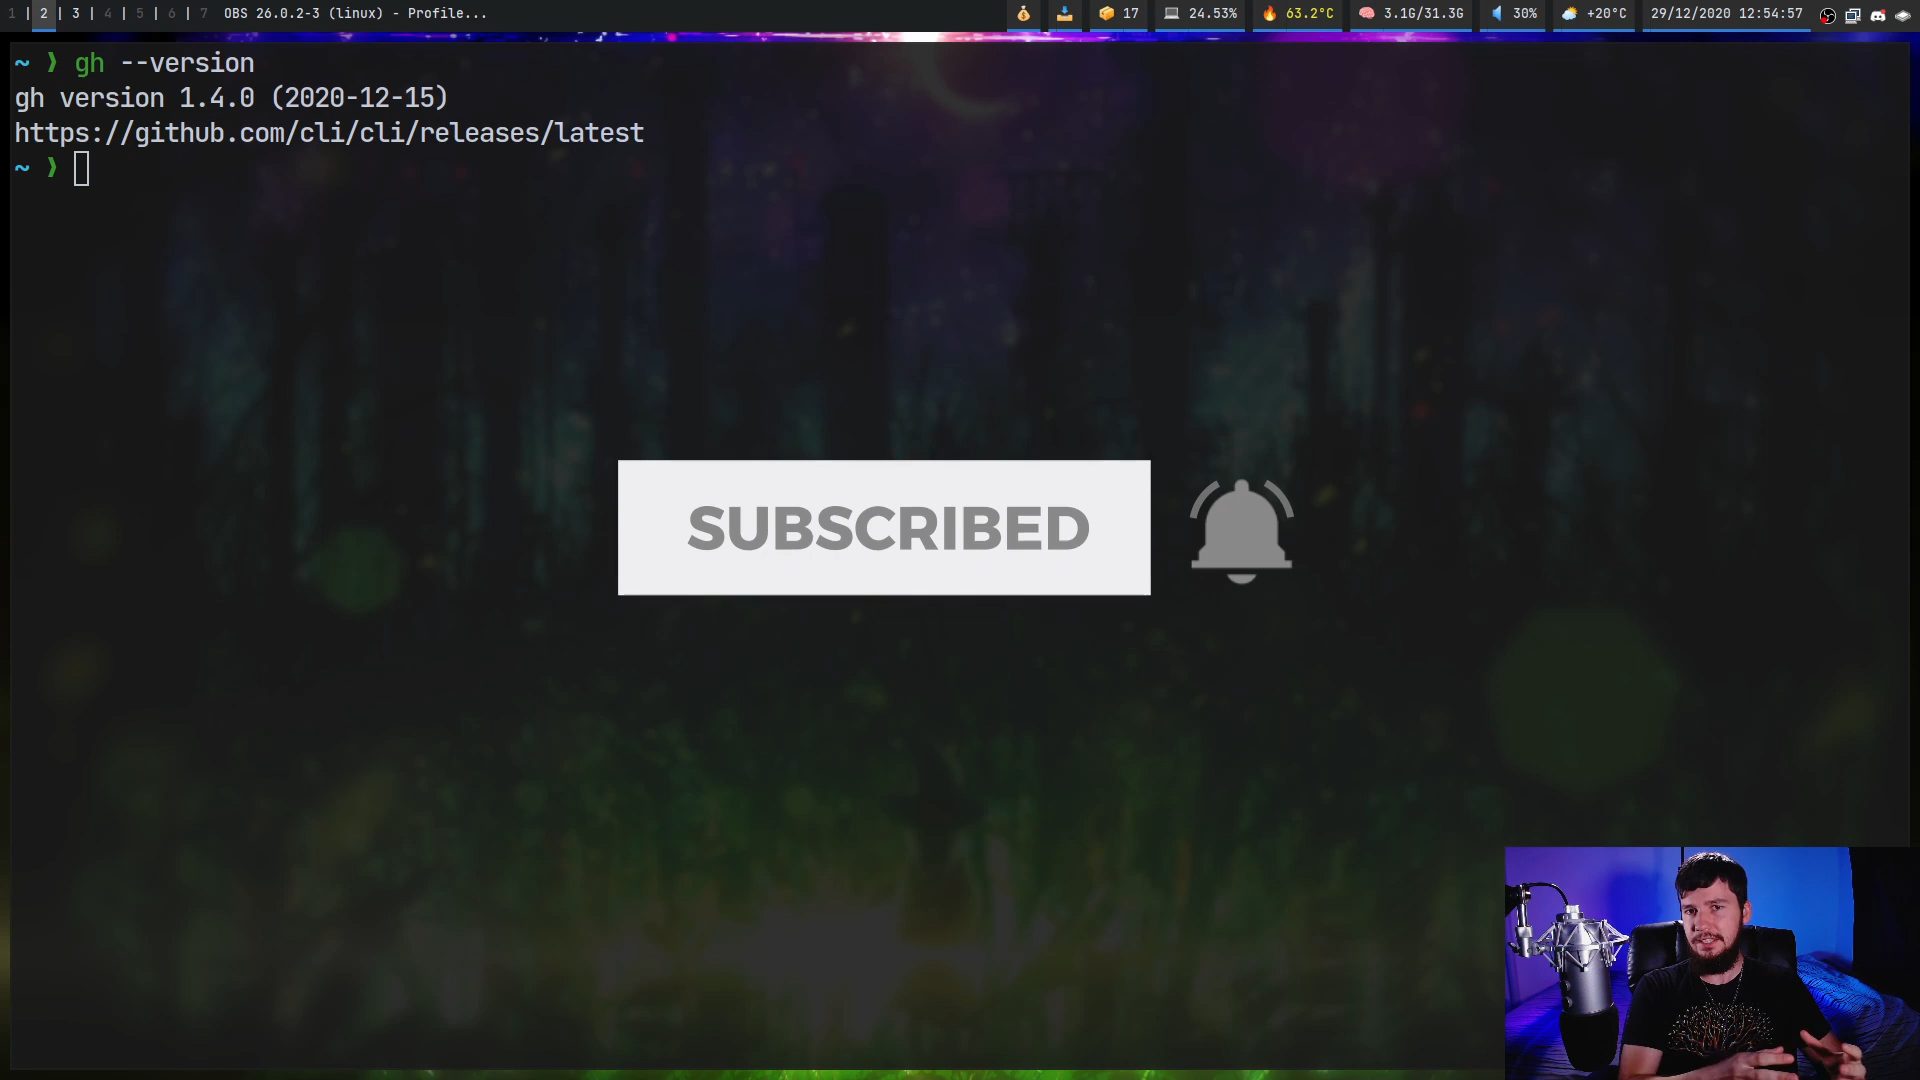 1 | 2 | 3 | 4 | 5 | 6 | 7 OBS 26.0.2-3 (linux) - Profile... 17 24.53% 63.2°C 3.1G/31.3G 30% +20°C 29/12/2020 12:54:57
~ ❯ gh --version
gh version 1.4.0 (2020-12-15)
https://github.com/cli/cli/releases/latest
~ ❯
SUBSCRIBED